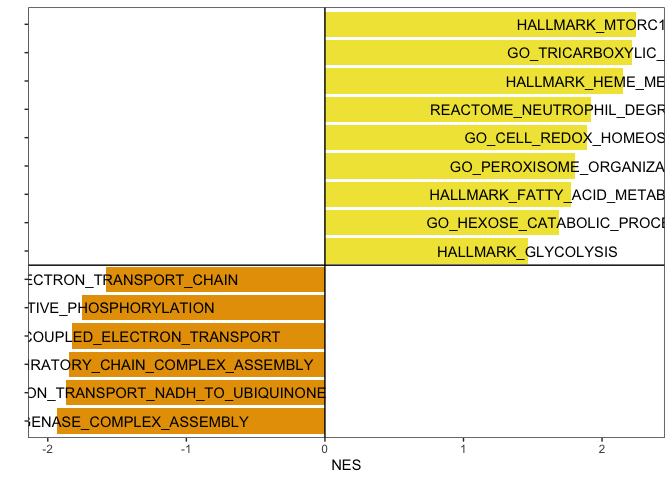 HALLMARK_MTORC1
GO_TRICARBOXYLIC_
HALLMARK_HEME_ME
REACTOME_NEUTROPHIL_DEGR
GO_CELL_REDOX_HOMEOS
GO_PEROXISOME_ORGANIZA
HALLMARK_FATTY_ACID_METAB
GO_HEXOSE_CATABOLIC_PROCE
HALLMARK_GLYCOLYSIS
ECTRON_TRANSPORT_CHAIN
TIVE_PHOSPHORYLATION
COUPLED_ELECTRON_TRANSPORT
RATORY_CHAIN_COMPLEX_ASSEMBLY
ON_TRANSPORT_NADH_TO_UBIQUINONE
GENASE_COMPLEX_ASSEMBLY
-2 -1 0 1 2
NES